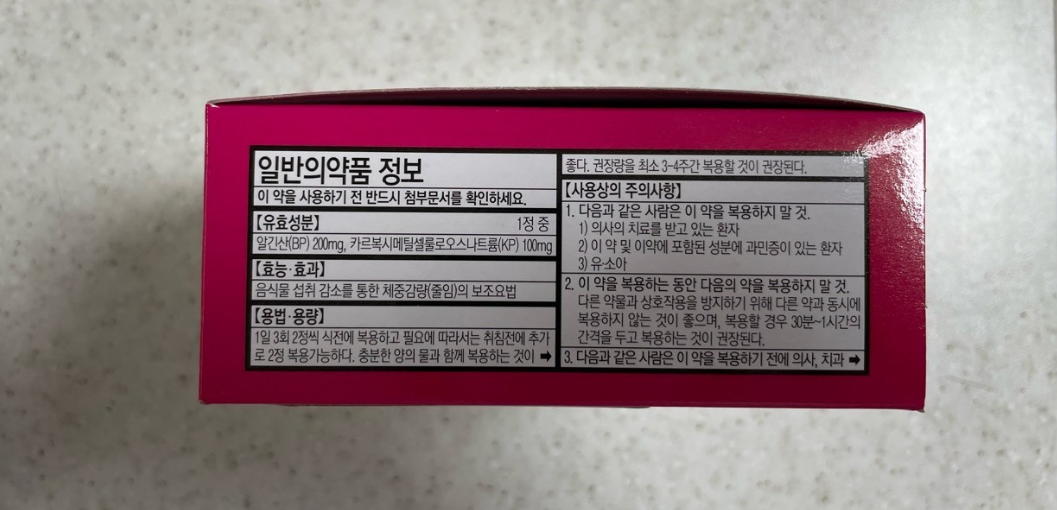 일반의약품 정보
이 약을 사용하기 전 반드시 첨부문서를 확인하세요.
【유효성분】 1정 중
알긴산(BP) 200mg, 카르복시메틸셀룰로오스나트륨(KP) 100mg
【효능·효과】
음식물 섭취 감소를 통한 체중감량(줄임)의 보조요법
【용법·용량】
1일 3회 2정씩 식전에 복용하고 필요에 따라서는 취침전에 추가
로 2정 복용가능하다. 충분한 양의 물과 함께 복용하는 것이 ➡
좋다. 권장량을 최소 3-4주간 복용할 것이 권장된다.
【사용상의 주의사항】
1. 다음과 같은 사람은 이 약을 복용하지 말 것.
1) 의사의 치료를 받고 있는 환자
2) 이 약 및 이약에 포함된 성분에 과민증이 있는 환자
3) 유·소아
2. 이 약을 복용하는 동안 다음의 약을 복용하지 말 것.
다른 약물과 상호작용을 방지하기 위해 다른 약과 동시에
복용하지 않는 것이 좋으며, 복용할 경우 30분~1시간의
간격을 두고 복용하는 것이 권장된다.
3. 다음과 같은 사람은 이 약을 복용하기 전에 의사, 치과 ➡